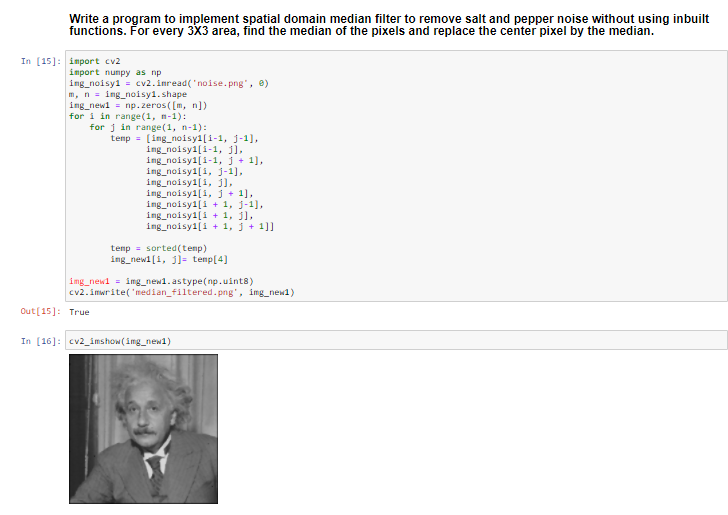 Write a program to implement spatial domain median filter to remove salt and pepper noise without using inbuilt
functions. For every 3X3 area, find the median of the pixels and replace the center pixel by the median.
In [15]: import cv2
import numpy as np
img_noisy1 = cv2.imread('noise.png', 0)
m, n = img_noisy1.shape
img_new1 = np.zeros([m, n])
for i in range(1, m-1):
for j in range(1, n-1):
temp = [img_noisy1[i-1, j-1],
img_noisy1[i-1, j],
img_noisy1[i-1, j + 1],
img_noisy1[i, j-1],
img_noisy1[i, j],
img_noisy1[i, j + 1],
img_noisy1[i + 1, j-1],
img_noisy1[i + 1, j],
img_noisy1[i + 1, j + 1]]
temp = sorted(temp)
img_new1[i, j]= temp[4]
img_new1 = img_new1.astype(np.uint8)
cv2.imwrite('median_filtered.png', img_new1)
Out[15]: True
In [16]: cv2_imshow(img_new1)